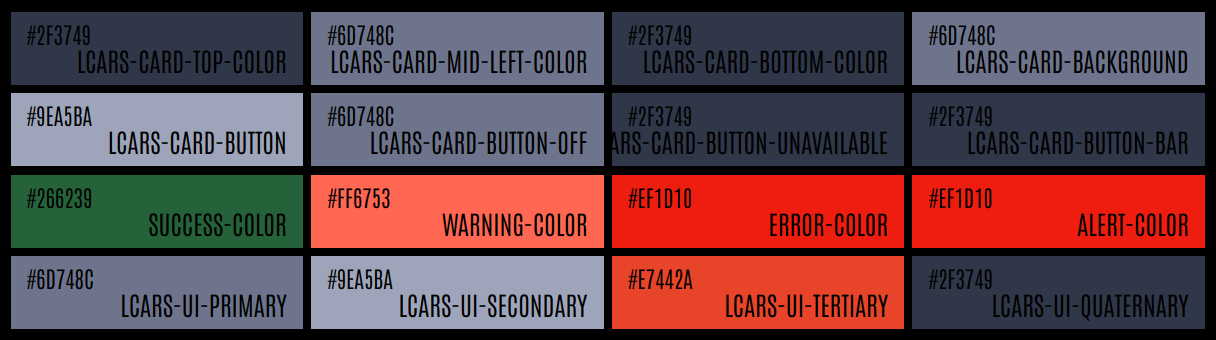 #2F3749
LCARS-CARD-TOP-COLOR
#6D748C
LCARS-CARD-MID-LEFT-COLOR
#2F3749
LCARS-CARD-BOTTOM-COLOR
#6D748C
LCARS-CARD-BACKGROUND
#9EA5BA
LCARS-CARD-BUTTON
#6D748C
LCARS-CARD-BUTTON-OFF
#2F3749
ARS-CARD-BUTTON-UNAVAILABLE
#2F3749
LCARS-CARD-BUTTON-BAR
#266239
SUCCESS-COLOR
#FF6753
WARNING-COLOR
#EF1D10
ERROR-COLOR
#EF1D10
ALERT-COLOR
#6D748C
LCARS-UI-PRIMARY
#9EA5BA
LCARS-UI-SECONDARY
#E7442A
LCARS-UI-TERTIARY
#2F3749
LCARS-UI-QUATERNARY